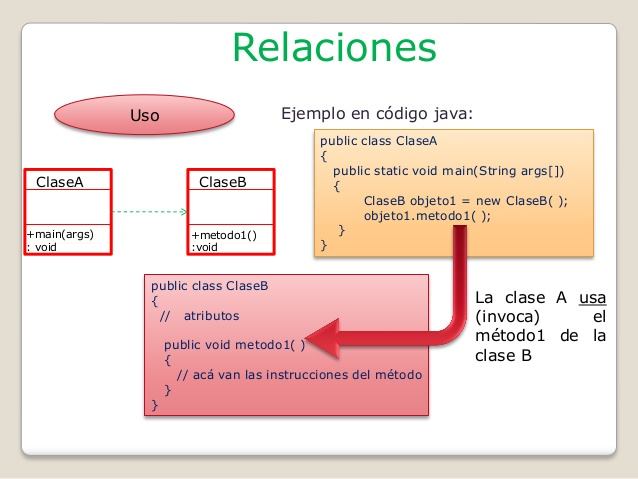 Relaciones
Uso
Ejemplo en código java:
ClaseA
+main(args)
: void
ClaseB
+metodo1()
:void
public class ClaseA
{
public static void main(String args[])
{
ClaseB objeto1 = new ClaseB( );
objeto1.metodo1( );
}
}
public class ClaseB
{
// atributos
public void metodo1( )
{
// acá van las instrucciones del método
}
}
La clase A usa
(invoca) el
método1 de la
clase B